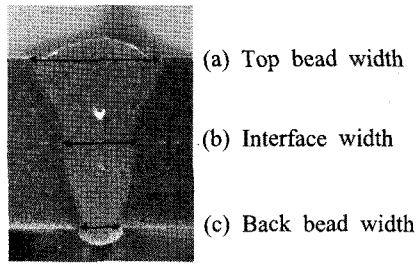 (a) Top bead width
(b) Interface width
(c) Back bead width